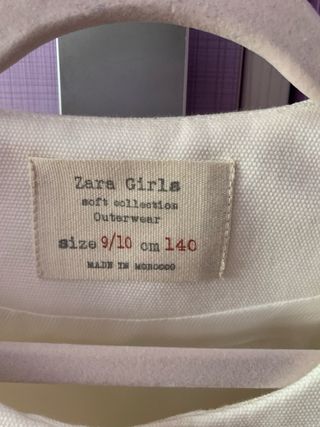 Zara Girls
soft collection
Outerwear
size 9/10 cm 140
MADE IN MOROCCO